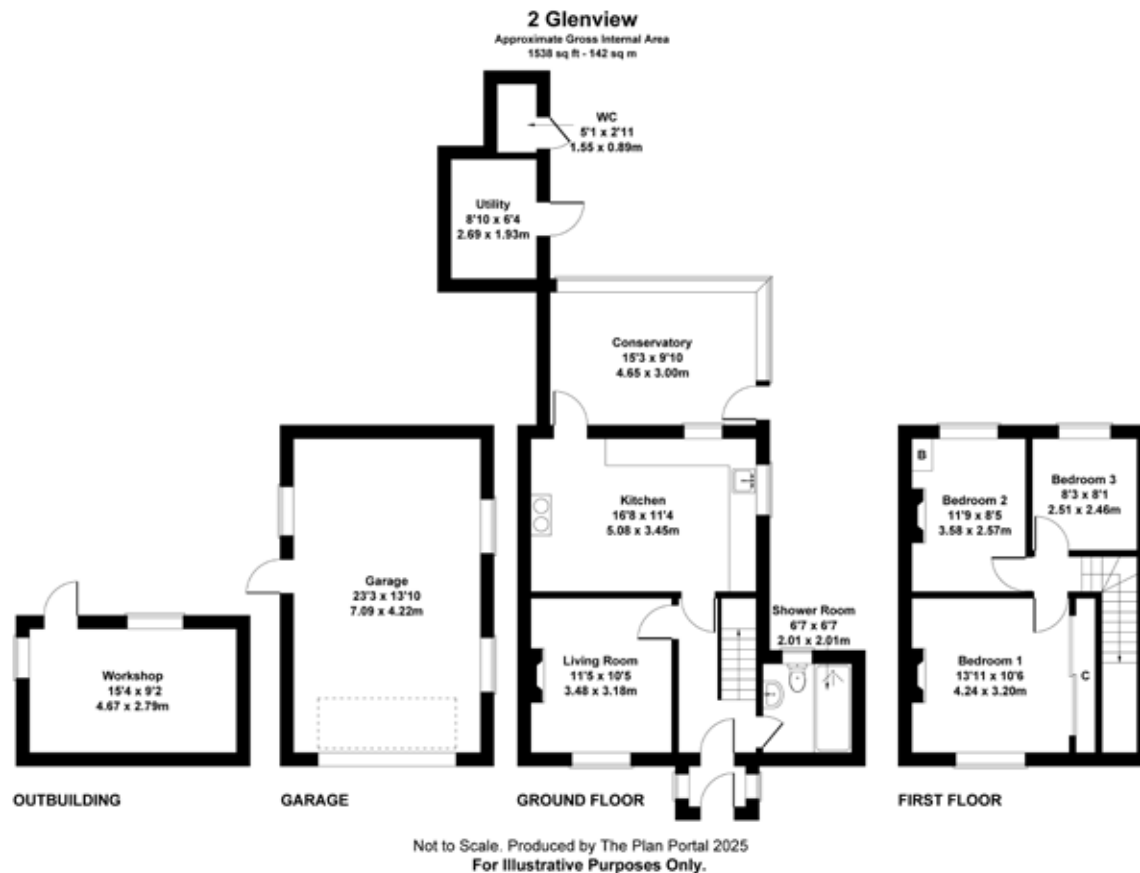 2 Glenview
Approximate Gross Internal Area
1538 sq ft - 142 sq m
WC
5'1 x 2'11
1.55 x 0.89m
Utility
8'10 x 6'4
2.69 x 1.93m
Conservatory
15'3 x 9'10
4.65 x 3.00m
Kitchen
16'8 x 11'4
5.08 x 3.45m
B
Bedroom 2
11'9 x 8'5
3.58 x 2.57m
Bedroom 3
8'3 x 8'1
2.51 x 2.46m
Garage
23'3 x 13'10
7.09 x 4.22m
Shower Room
6'7 x 6'7
2.01 x 2.01m
Workshop
15'4 x 9'2
4.67 x 2.79m
Living Room
11'5 x 10'5
3.48 x 3.18m
Bedroom 1
13'11 x 10'6
4.24 x 3.20m
C
OUTBUILDING
GARAGE
GROUND FLOOR
FIRST FLOOR
Not to Scale. Produced by The Plan Portal 2025
For Illustrative Purposes Only.